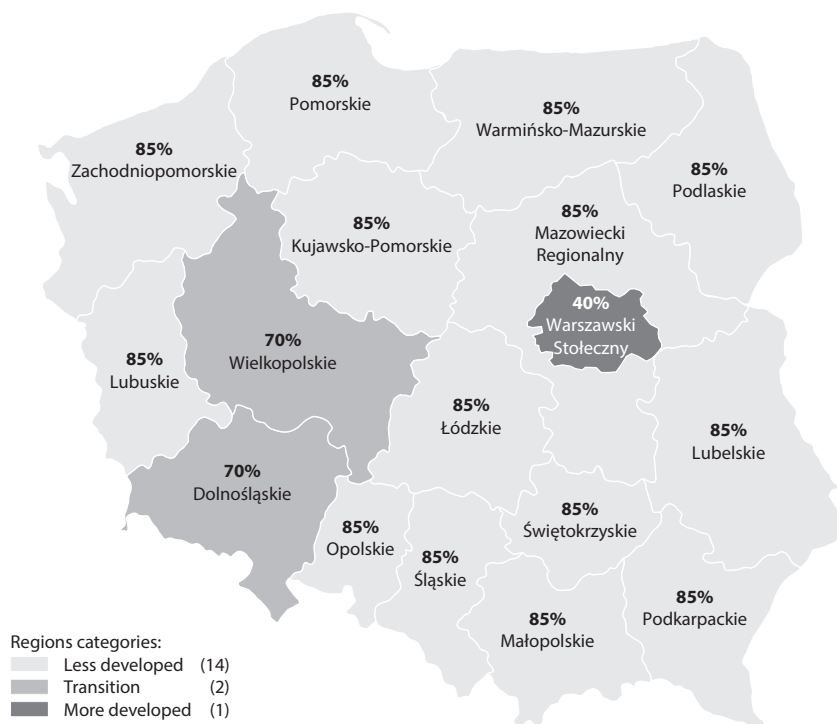 85%
Pomorskie
85%
Warmińsko-Mazurskie
85%
Zachodniopomorskie
85%
Podlaskie
85%
Kujawsko-Pomorskie
85%
Mazowiecki
Regionalny
40%
Warszawski
Stołeczny
70%
Wielkopolskie
85%
Lubuskie
85%
Łódzkie
85%
Lubelskie
70%
Dolnośląskie
85%
Opolskie
85%
Świętokrzyskie
85%
Śląskie
85%
Małopolskie
85%
Podkarpackie
Regions categories:
Less developed (14)
Transition (2)
More developed (1)